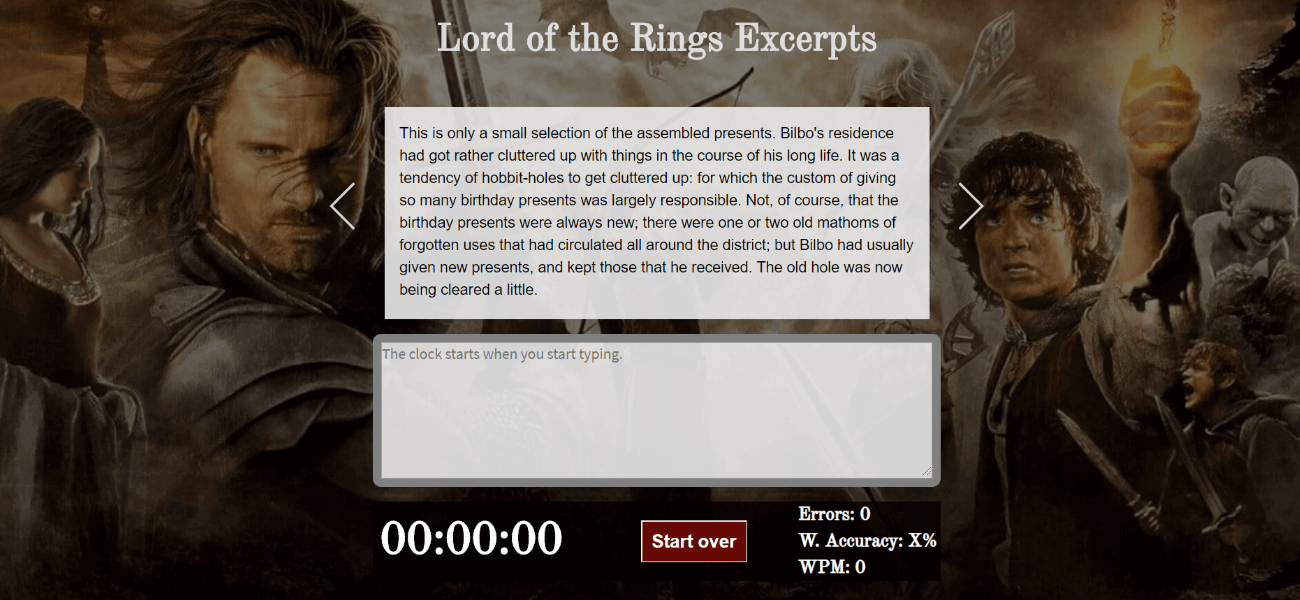 Lord of the Rings Excerpts
This is only a small selection of the assembled presents. Bilbo's residence
had got rather cluttered up with things in the course of his long life. It was a
tendency of hobbit-holes to get cluttered up: for which the custom of giving
so many birthday presents was largely responsible. Not, of course, that the
birthday presents were always new; there were one or two old mathoms of
forgotten uses that had circulated all around the district; but Bilbo had usually
given new presents, and kept those that he received. The old hole was now
being cleared a little.
The clock starts when you start typing.
00:00:00
Start over
Errors: 0
W. Accuracy: X%
WPM: 0